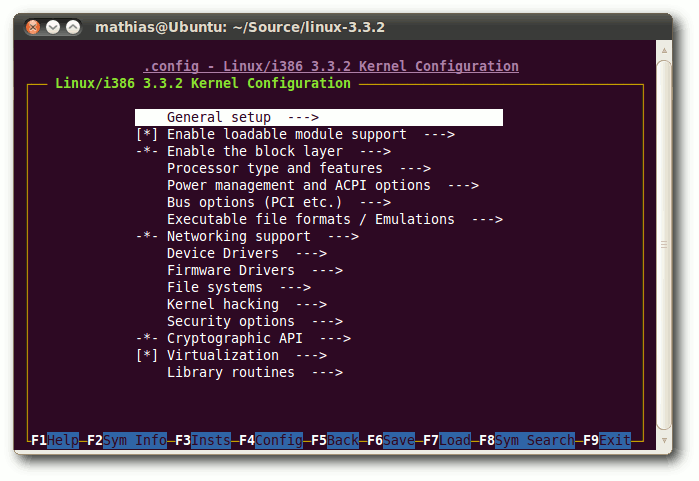 mathias@Ubuntu: ~/Source/linux-3.3.2
.config - Linux/i386 3.3.2 Kernel Configuration
Linux/i386 3.3.2 Kernel Configuration
General setup  --->
[*] Enable loadable module support  --->
-*- Enable the block layer  --->
Processor type and features  --->
Power management and ACPI options  --->
Bus options (PCI etc.)  --->
Executable file formats / Emulations  --->
-*- Networking support  --->
Device Drivers  --->
Firmware Drivers  --->
File systems  --->
Kernel hacking  --->
Security options  --->
-*- Cryptographic API  --->
[*] Virtualization  --->
Library routines  --->
F1Help F2Sym Info F3Insts F4Config F5Back F6Save F7Load F8Sym Search F9Exit